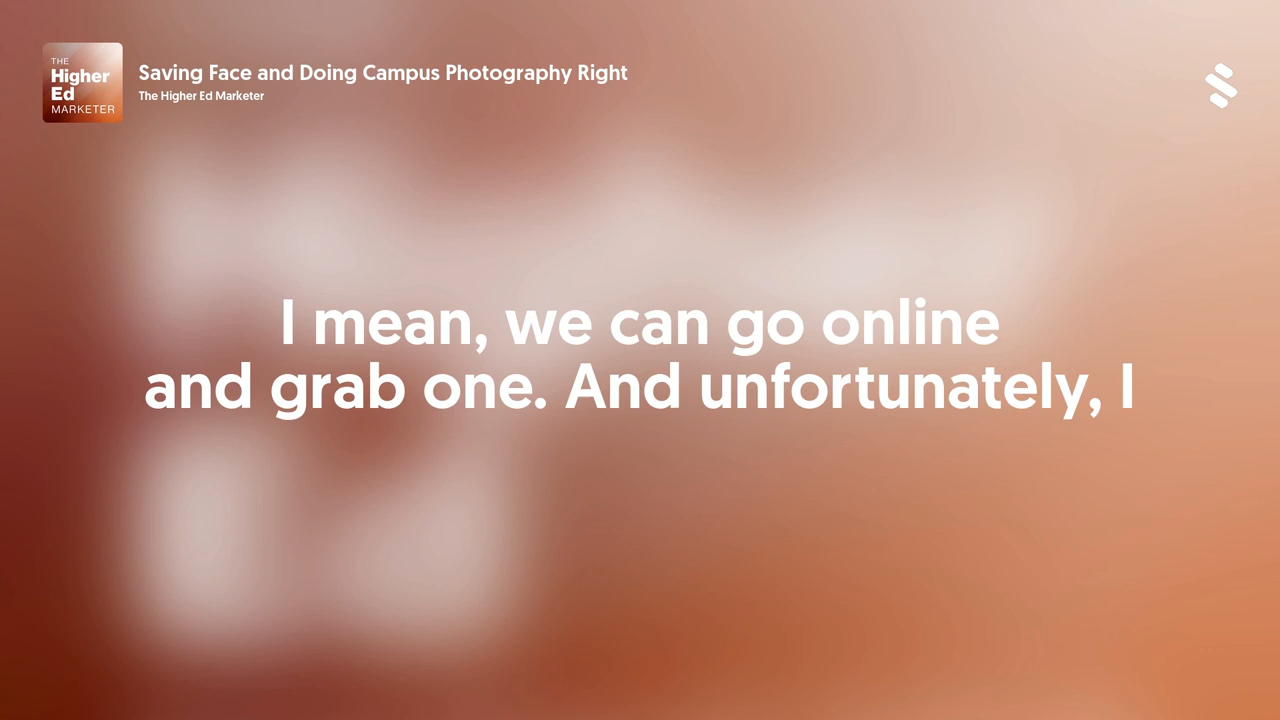 THE
Higher
Ed
MARKETER
Saving Face and Doing Campus Photography Right
The Higher Ed Marketer
I mean, we can go online
and grab one. And unfortunately, I